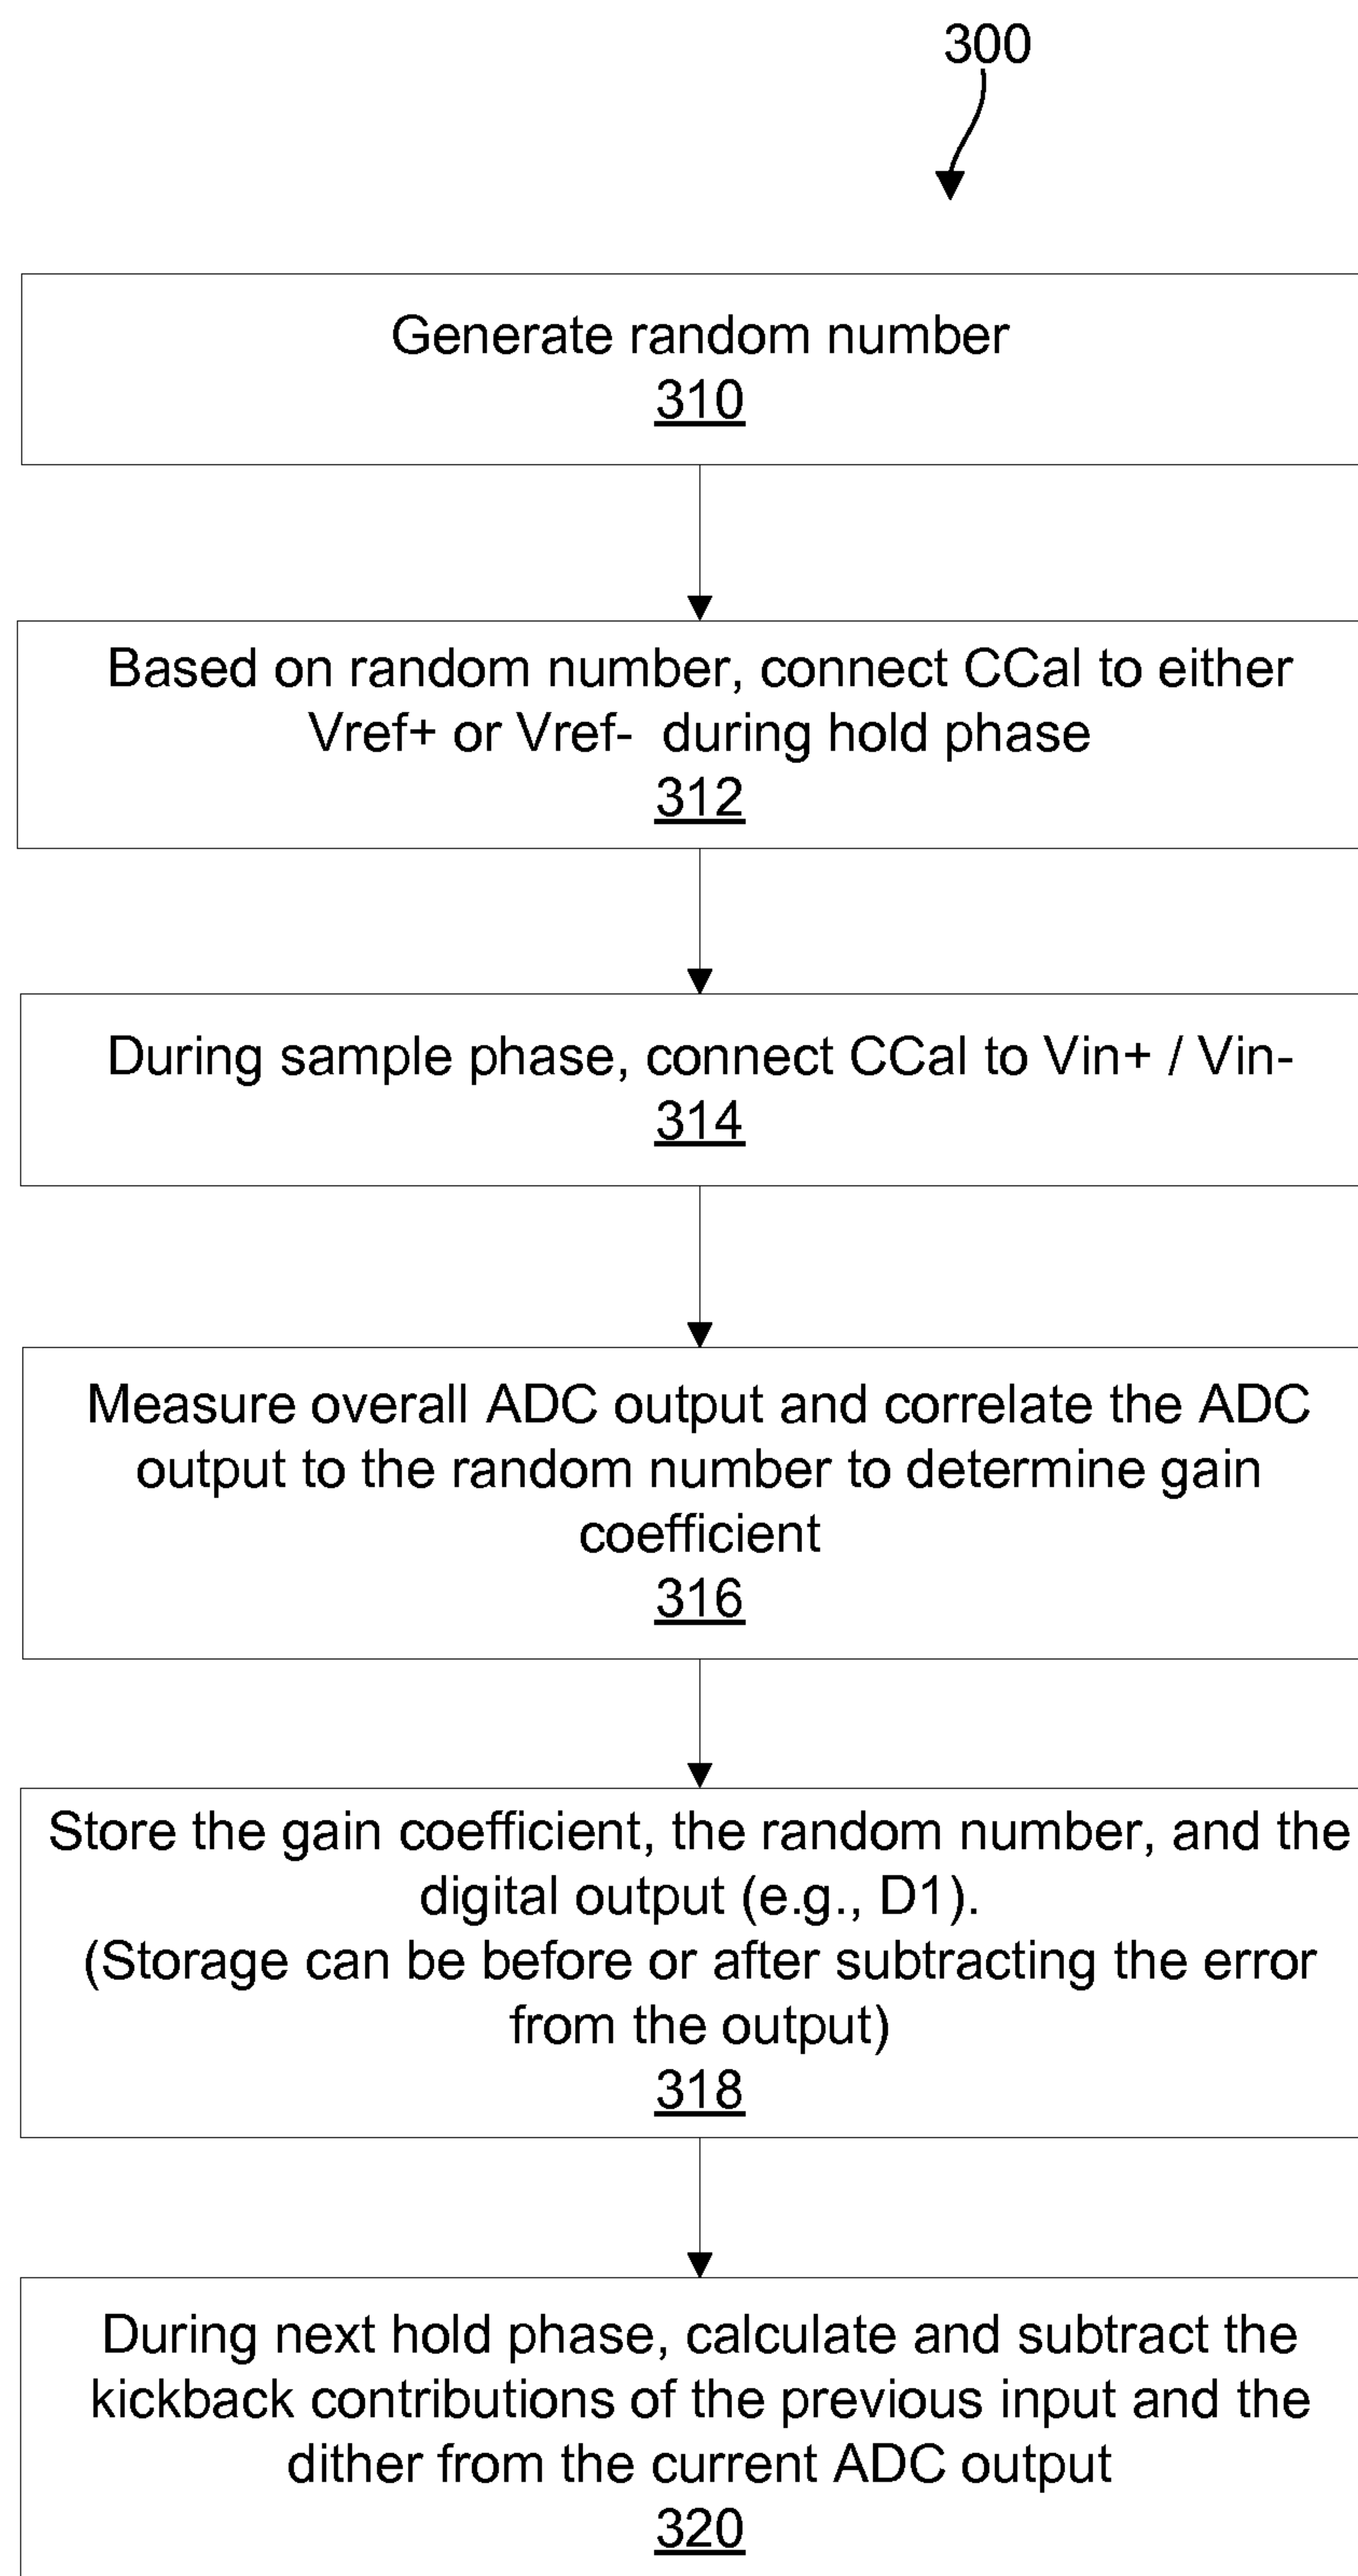 300
Generate random number
310
Based on random number, connect CCal to either
Vref+ or Vref- during hold phase
312
During sample phase, connect CCal to Vin+ / Vin-
314
Measure overall ADC output and correlate the ADC
output to the random number to determine gain
coefficient
316
Store the gain coefficient, the random number, and the
digital output (e.g., D1).
(Storage can be before or after subtracting the error
from the output)
318
During next hold phase, calculate and subtract the
kickback contributions of the previous input and the
dither from the current ADC output
320